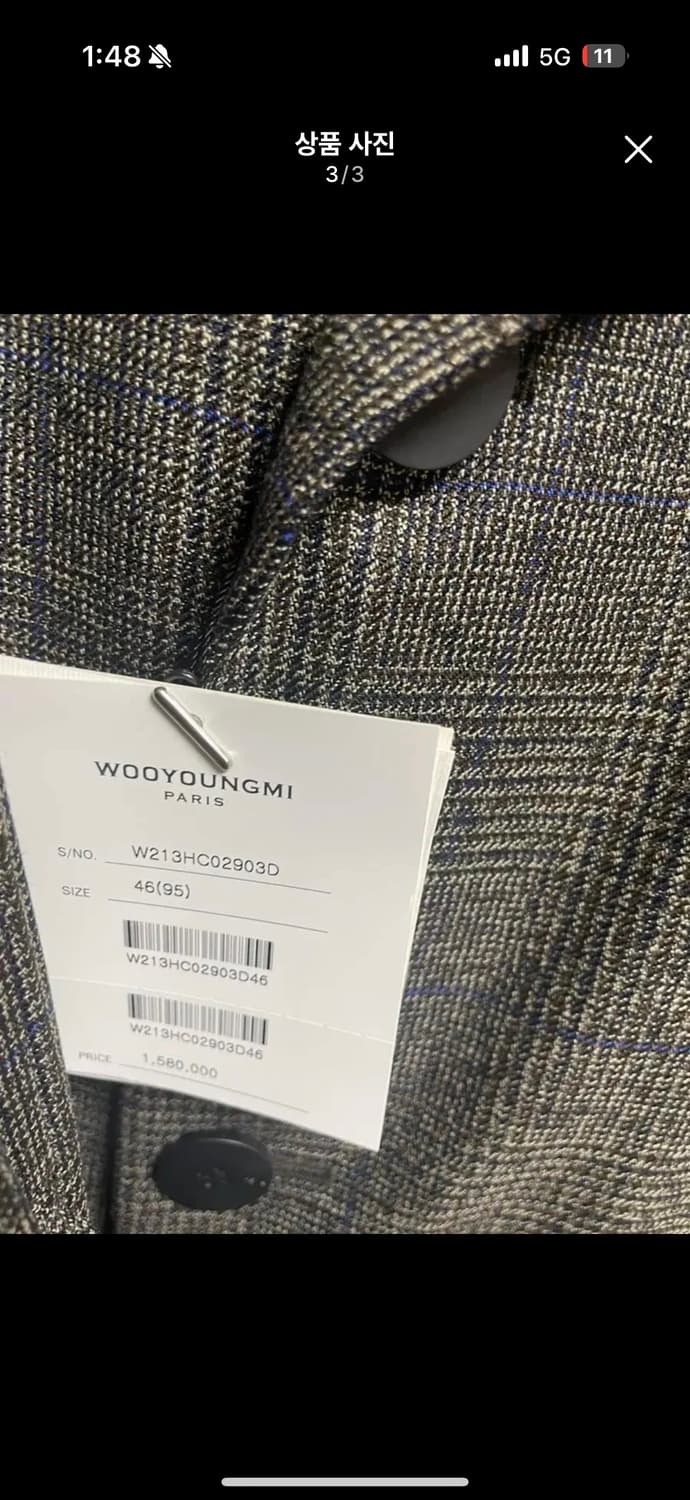 1:48
5G
11
상품 사진
3/3
WOOYOUNGMI
PARIS
S/NO. W213HC02903D
SIZE 46(95)
W213HC02903D46
W213HC02903D46
PRICE 1,580,000